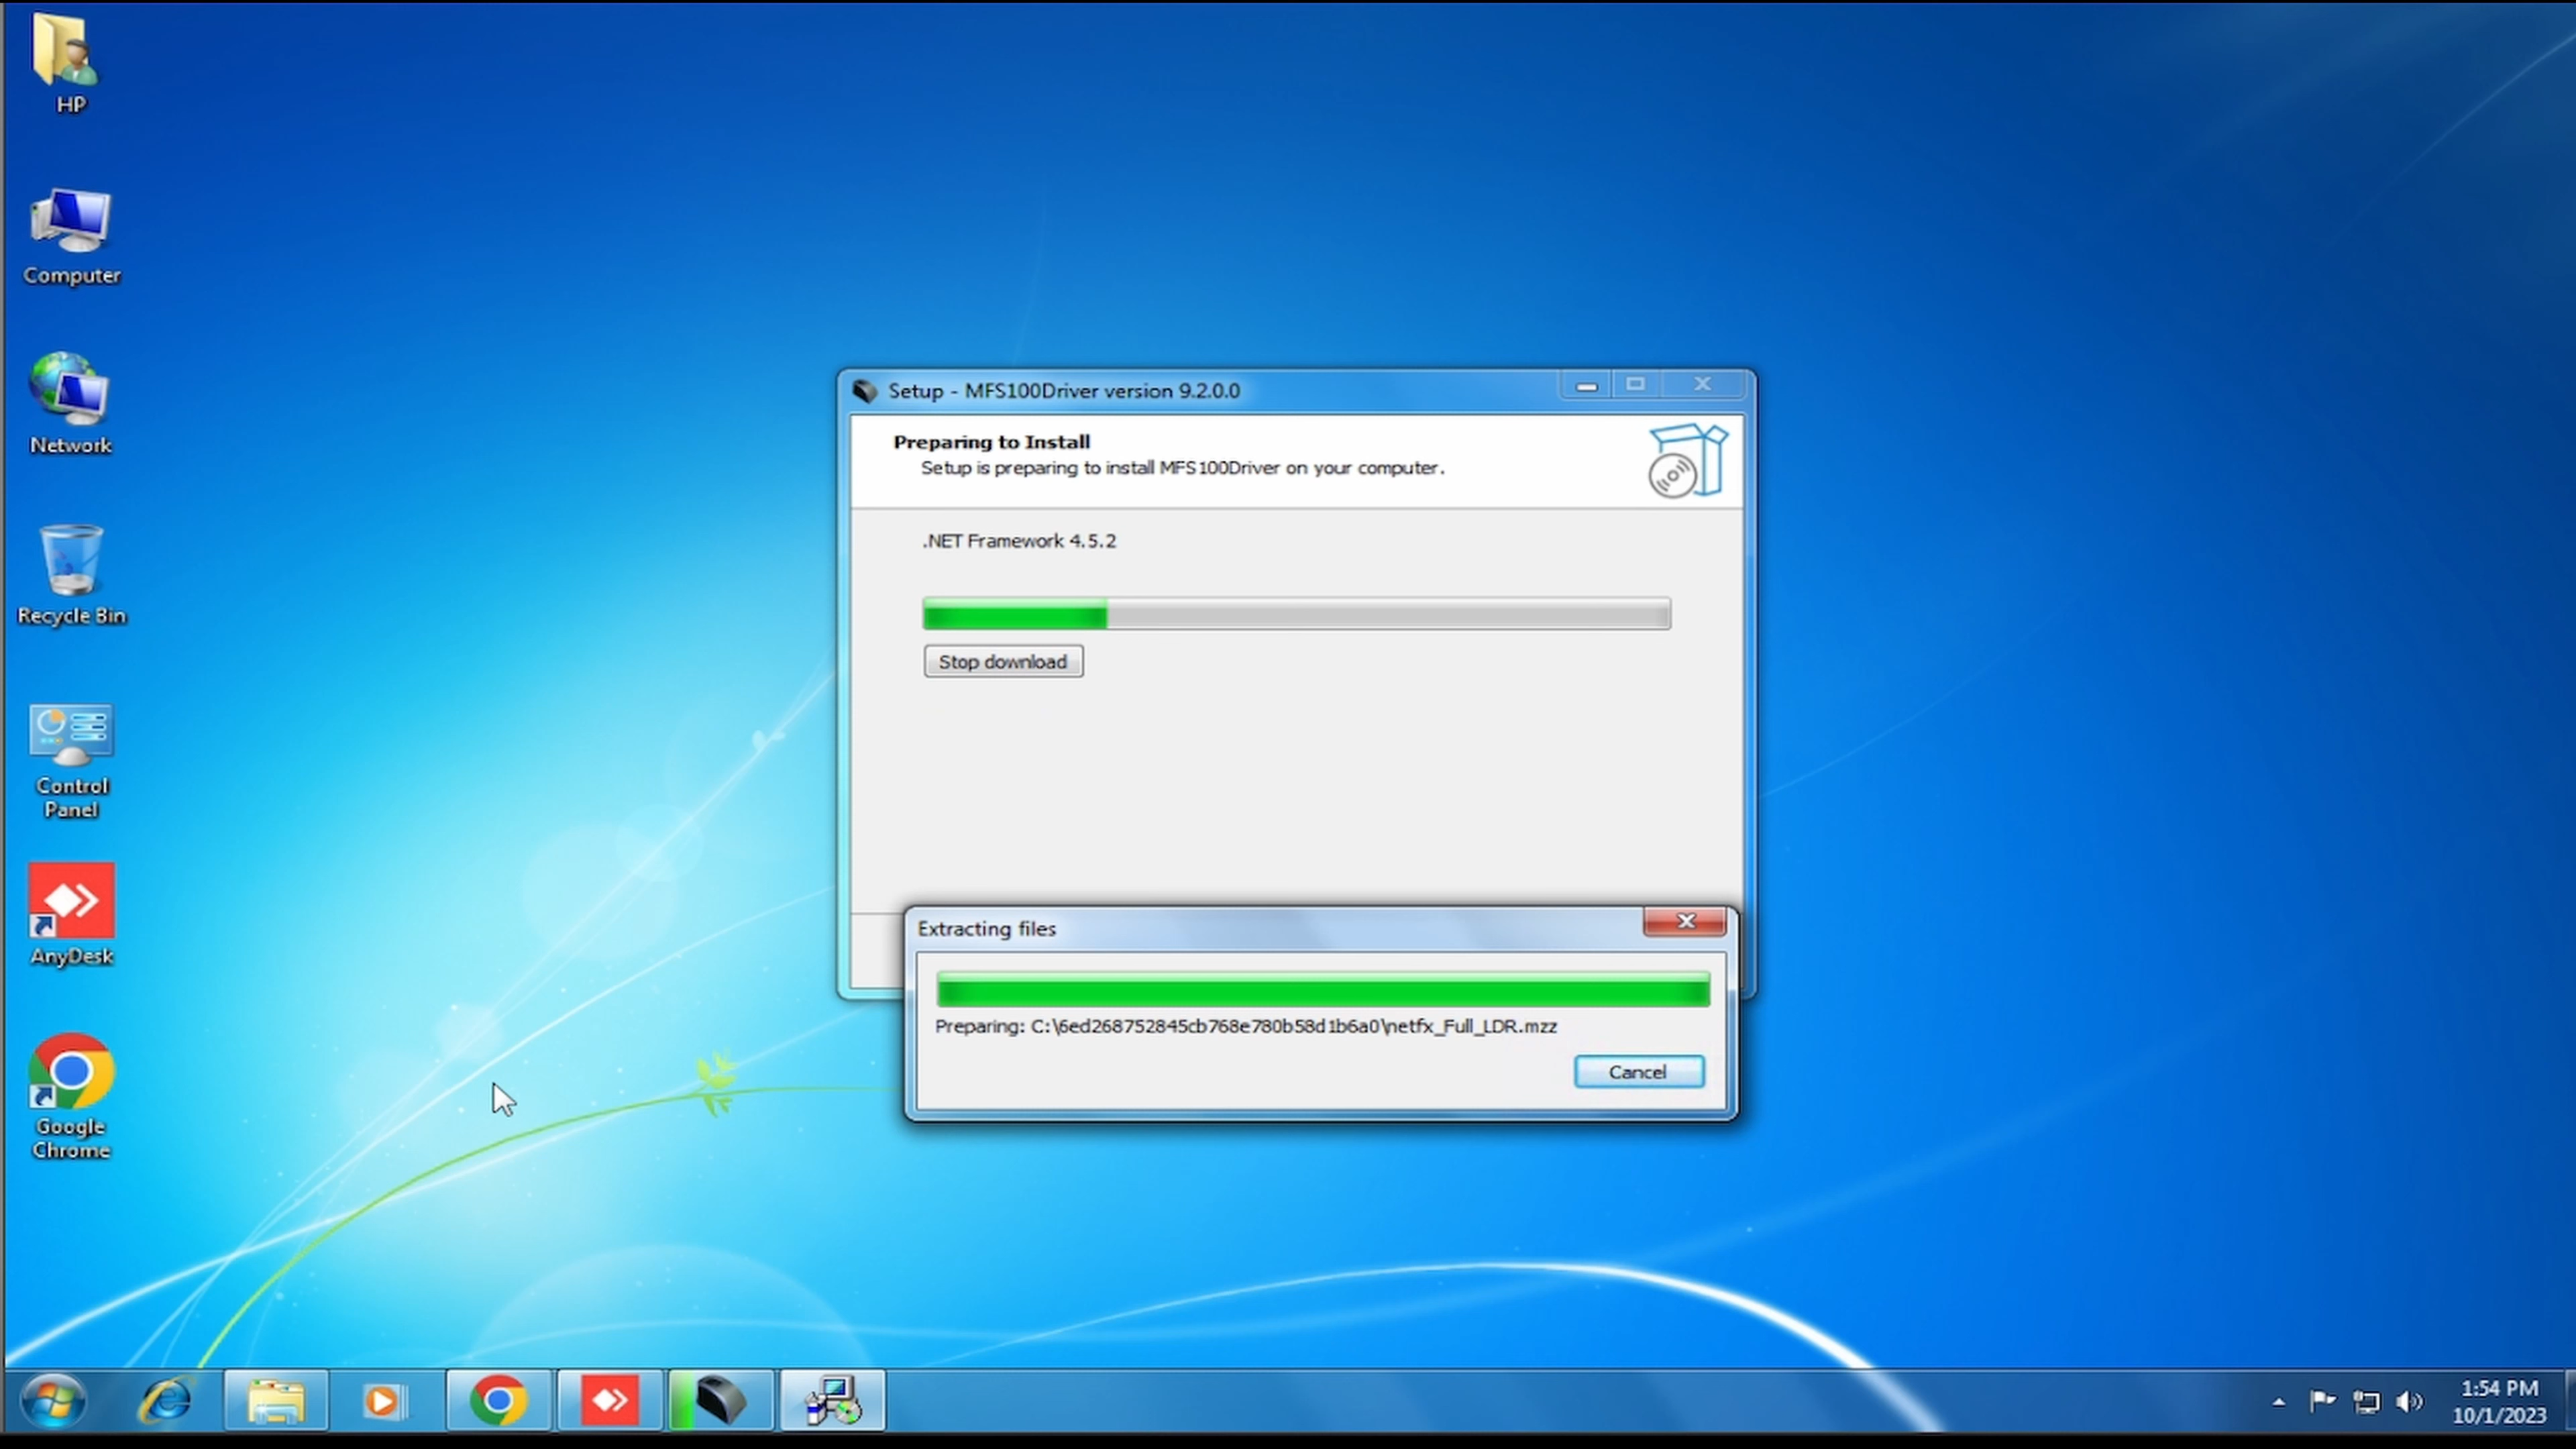 HP
Computer
Network
Recycle Bin
Control
Panel
AnyDesk
Google
Chrome
Setup - MFS100Driver version 9.2.0.0
Preparing to Install
Setup is preparing to install MFS100Driver on your computer.
.NET Framework 4.5.2
Stop download
Extracting files
Preparing: C:\6ed268752845cb768e780b58d1b6a0\netfx_Full_LDR.mzz
Cancel
1:54 PM
10/1/2023